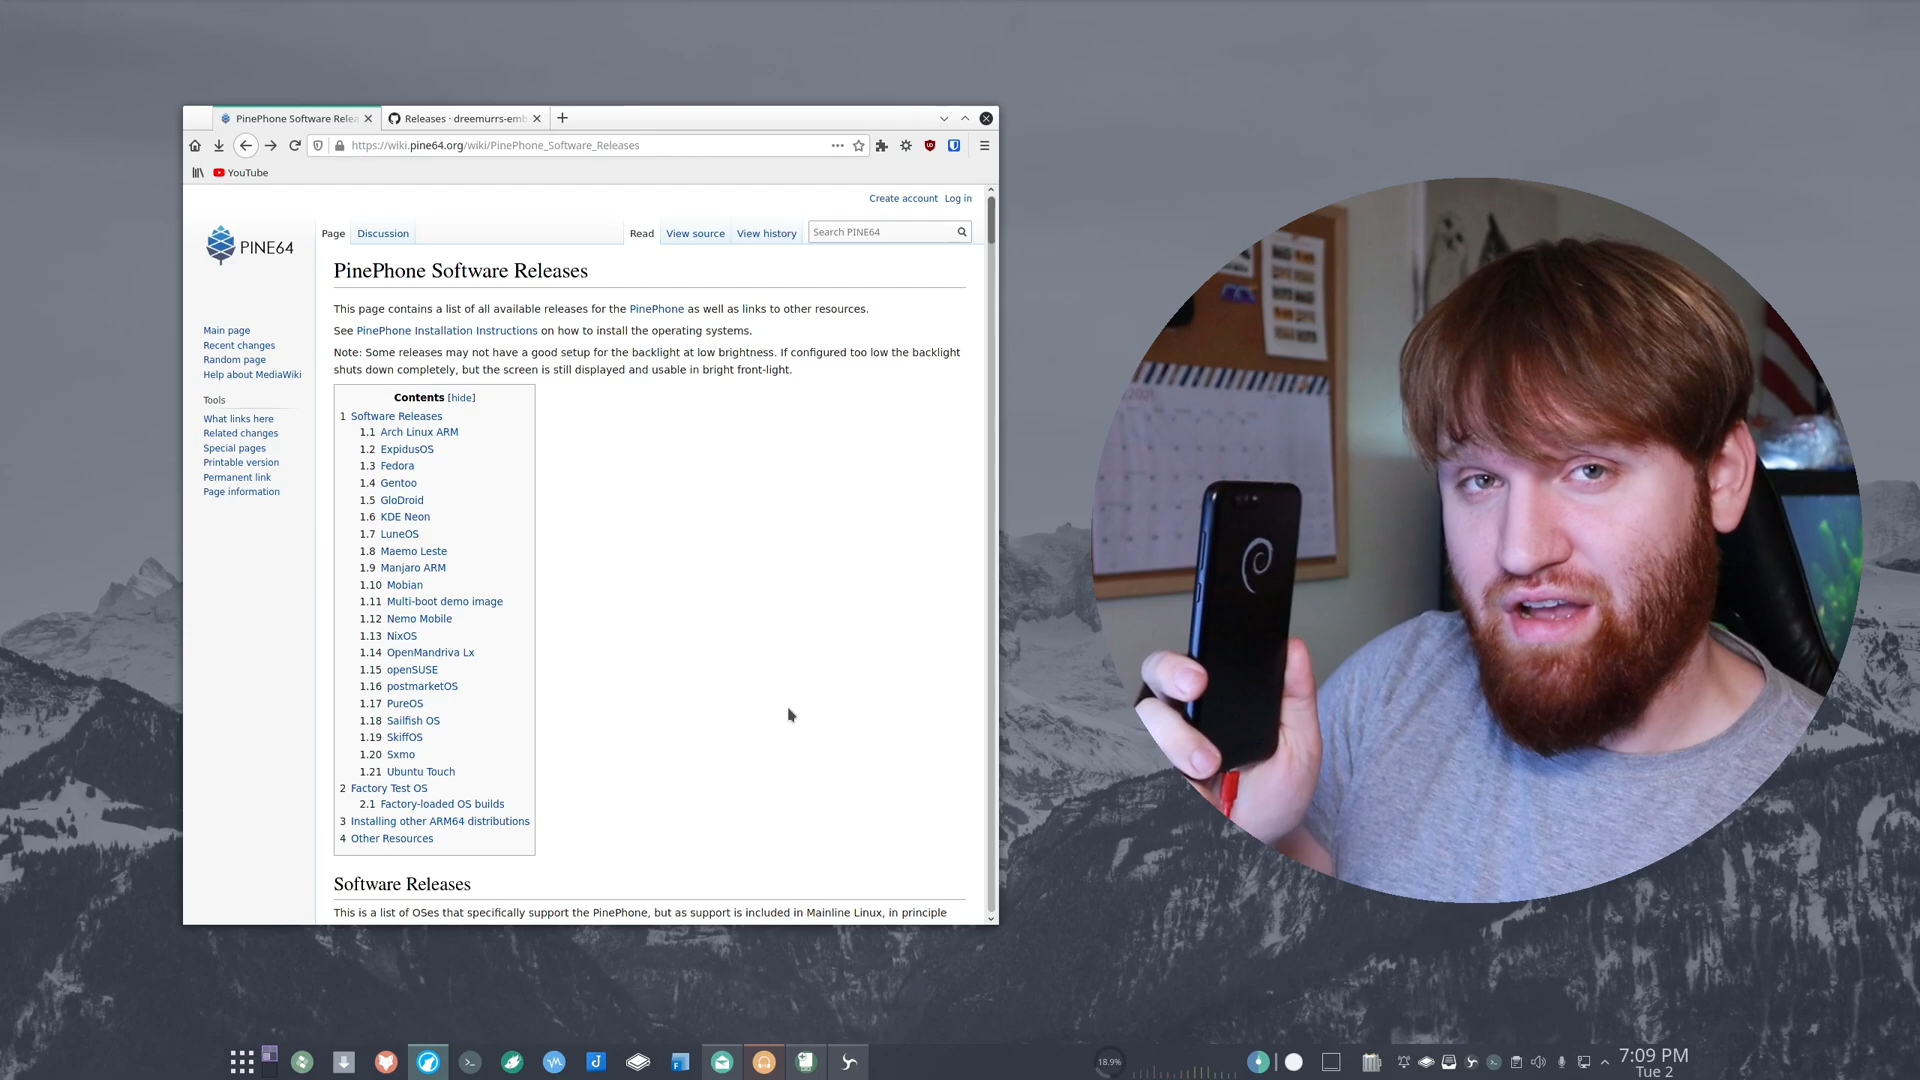 PinePhone Software Relea
Releases · dreemurrs-emb
https://wiki.pine64.org/wiki/PinePhone_Software_Releases
YouTube
Create account Log in
PINE64
Page Discussion Read View source View history Search PINE64
PinePhone Software Releases
This page contains a list of all available releases for the PinePhone as well as links to other resources.
See PinePhone Installation Instructions on how to install the operating systems.
Note: Some releases may not have a good setup for the backlight at low brightness. If configured too low the backlight
shuts down completely, but the screen is still displayed and usable in bright front-light.
Main page
Recent changes
Random page
Help about MediaWiki
Tools
What links here
Related changes
Special pages
Printable version
Permanent link
Page information
Contents [hide]
1 Software Releases
1.1 Arch Linux ARM
1.2 ExpidusOS
1.3 Fedora
1.4 Gentoo
1.5 GloDroid
1.6 KDE Neon
1.7 LuneOS
1.8 Maemo Leste
1.9 Manjaro ARM
1.10 Mobian
1.11 Multi-boot demo image
1.12 Nemo Mobile
1.13 NixOS
1.14 OpenMandriva Lx
1.15 openSUSE
1.16 postmarketOS
1.17 PureOS
1.18 Sailfish OS
1.19 SkiffOS
1.20 Sxmo
1.21 Ubuntu Touch
2 Factory Test OS
2.1 Factory-loaded OS builds
3 Installing other ARM64 distributions
4 Other Resources
Software Releases
This is a list of OSes that specifically support the PinePhone, but as support is included in Mainline Linux, in principle
18.9%
7:09 PM
Tue 2